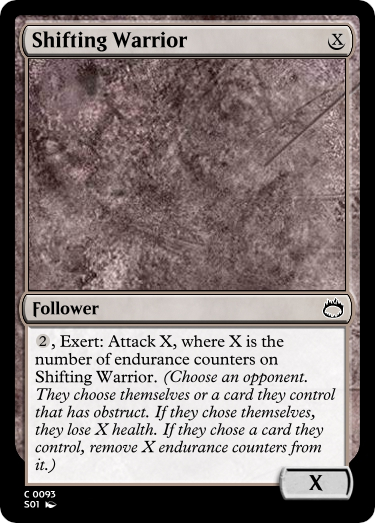 Shifting Warrior X
Follower
2, Exert: Attack X, where X is the
number of endurance counters on
Shifting Warrior. (Choose an opponent.
They choose themselves or a card they control
that has obstruct. If they chose themselves,
they lose X health. If they chose a card they
control, remove X endurance counters from
it.)
X
C 0093
S01